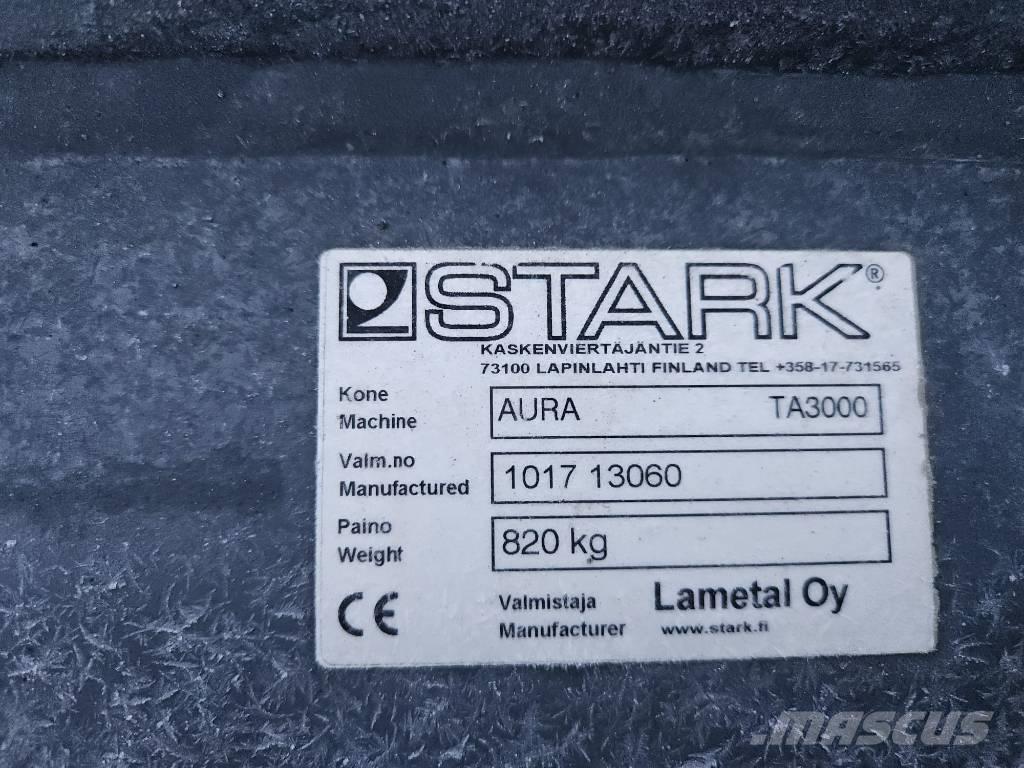 STARK®
KASKENVIERTÄJÄNTIE 2
73100 LAPINLAHTI FINLAND TEL +358-17-731565
Kone
Machine
AURA TA3000
Valm.no
Manufactured
1017 13060
Paino
Weight
820 kg
CE
Valmistaja
Manufacturer
Lametal Oy
www.stark.fi
MASCUS